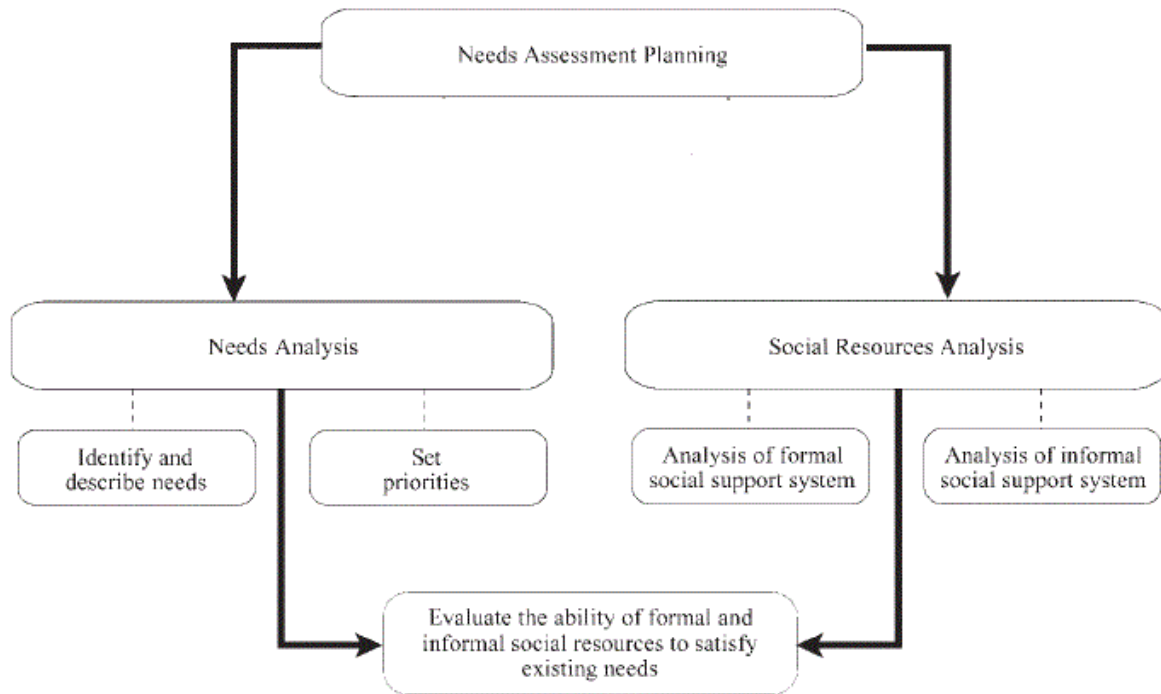 Needs Assessment Planning
Needs Analysis
Social Resources Analysis
Identify and
describe needs
Set
priorities
Analysis of formal
social support system
Analysis of informal
social support system
Evaluate the ability of formal and
informal social resources to satisfy
existing needs